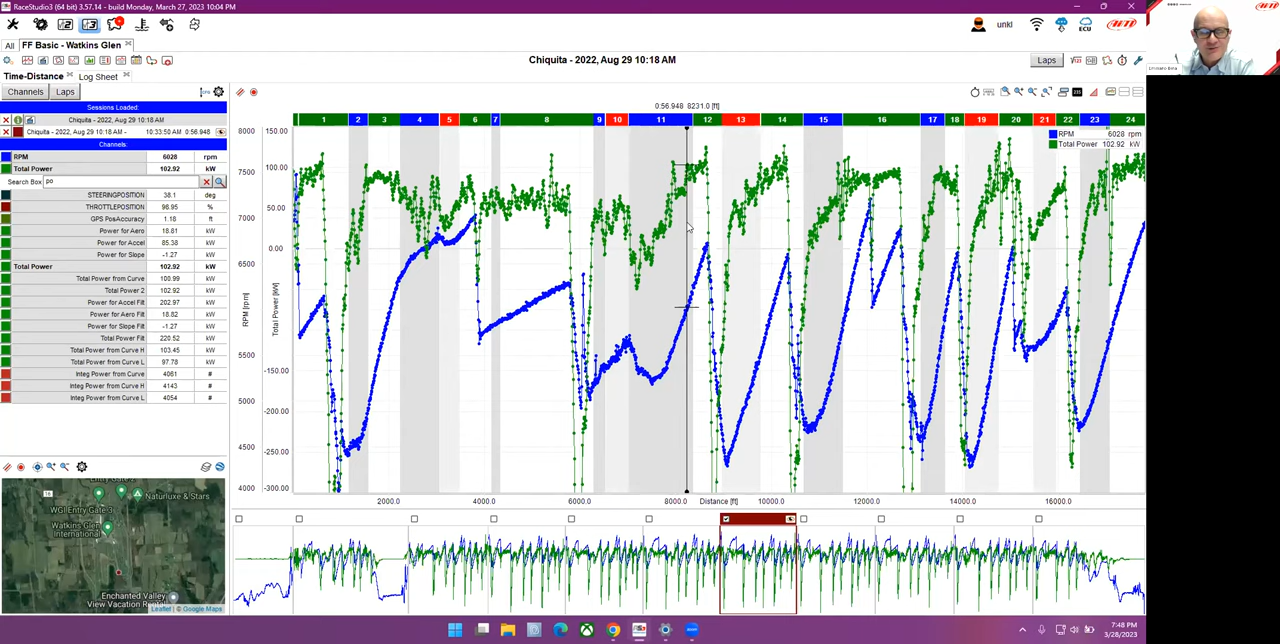 RaceStudio3 v 3.57.14 - build Monday, March 27, 2023 10:04 PM
unkl
ECU
AiM
All FF Basic - Watkins Glen
Chiquita - 2022, Aug 29 10:18 AM
Laps
Time-Distance Log Sheet
Channels Laps
Sessions Loaded:
Chiquita - 2022, Aug 29 10:18 AM
Chiquita - 2022, Aug 29 10:18 AM - 10:33:50 AM 0:56.948
Channels:
RPM 6028 rpm
Total Power 102.92 kW
Search Box po
STEERINGPOSITION 38.1 deg
THROTTLEPOSITION 98.95 %
GPS PosAccuracy 1.18 ft
Power for Aero 18.81 kW
Power for Accel 85.38 kW
Power for Slope -1.27 kW
Total Power 102.92 kW
Total Power from Curve 100.99 kW
Total Power 2 102.92 kW
Power for Accel Filt 202.97 kW
Power for Aero Filt 18.82 kW
Power for Slope Filt -1.27 kW
Total Power Filt 220.52 kW
Total Power from Curve H 103.45 kW
Total Power from Curve L 97.78 kW
Integ Power from Curve 4061 #
Integ Power from Curve H 4143 #
Integ Power from Curve L 4054 #
0:56.948 8231.0 [ft]
1 2 3 4 5 6 7 8 9 10 11 12 13 14 15 16 17 18 19 20 21 22 23 24
RPM 6028 rpm
Total Power 102.92 kW
8000 150.00
7500 100.00
7000 50.00
6500 0.00
RPM [rpm]
Total Power [kW]
5500 -150.00
5000 -200.00
4500 -250.00
4000 -300.00
2000.0 4000.0 6000.0 8000.0 Distance [ft] 10000.0 12000.0 14000.0 16000.0
Entry Gate 2
16
Naturluxe & Stars
WGI Entry Gate 3
Watkins Glen
International
Enchanted Valley
View Vacation
Leaflet | © Google Maps
7:48 PM
3/28/2023